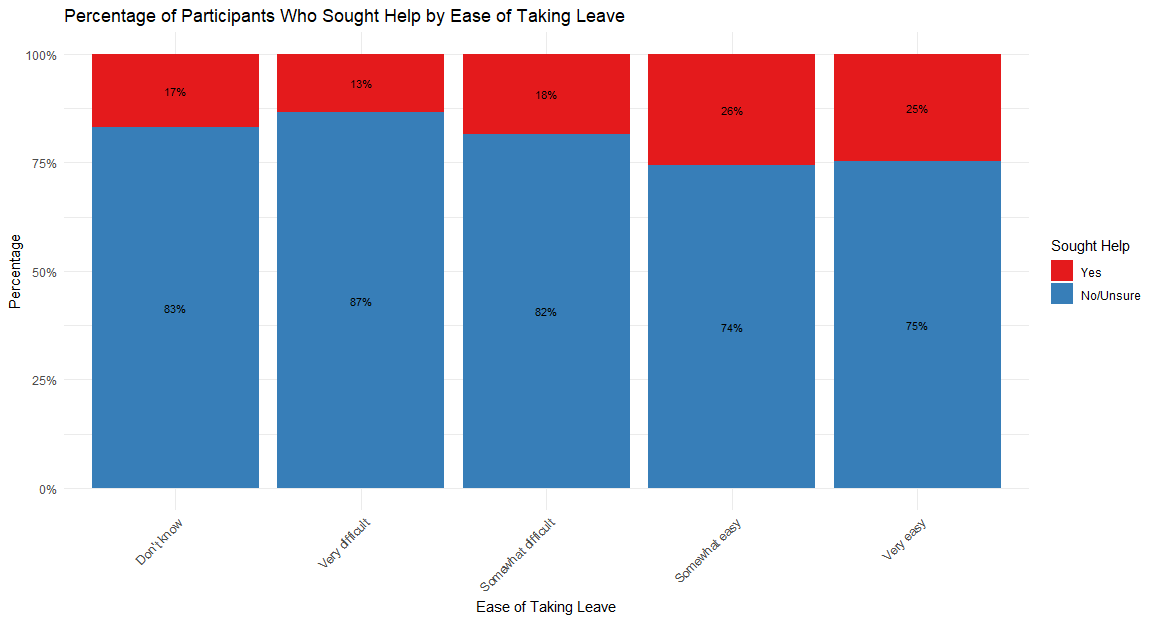 Percentage of Participants Who Sought Help by Ease of Taking Leave
100%
75%
50%
25%
0%
Percentage
17%
13%
18%
26%
25%
83%
87%
82%
74%
75%
Don't know
Very difficult
Somewhat difficult
Somewhat easy
Very easy
Ease of Taking Leave
Sought Help
Yes
No/Unsure